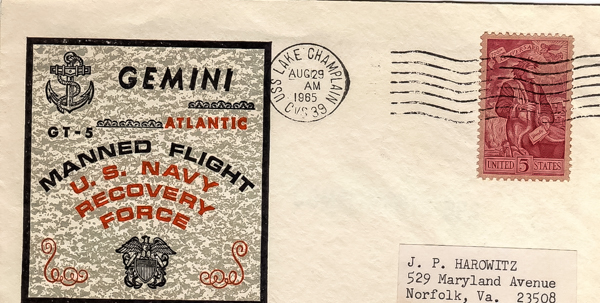 GEMINI
GT-5
ATLANTIC
MANNED FLIGHT
U. S. NAVY
RECOVERY
FORCE
USS LAKE CHAMPLAIN
AUG 29
AM
1965
CVS 39
UNITED 5 STATES
J. P. HAROWITZ
529 Maryland Avenue
Norfolk, Va. 23508